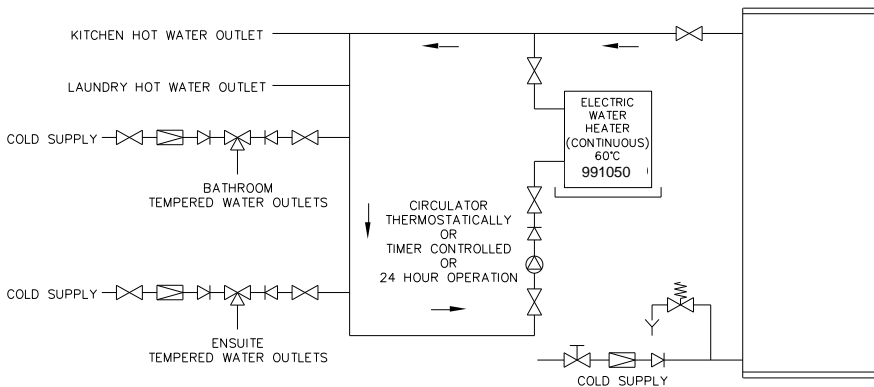 KITCHEN HOT WATER OUTLET
LAUNDRY HOT WATER OUTLET
COLD SUPPLY
BATHROOM
TEMPERED WATER OUTLETS
ELECTRIC
WATER
HEATER
(CONTINUOUS)
60°C
991050
CIRCULATOR
THERMOSTATICALLY
OR
TIMER CONTROLLED
OR
24 HOUR OPERATION
COLD SUPPLY
ENSUITE
TEMPERED WATER OUTLETS
COLD SUPPLY